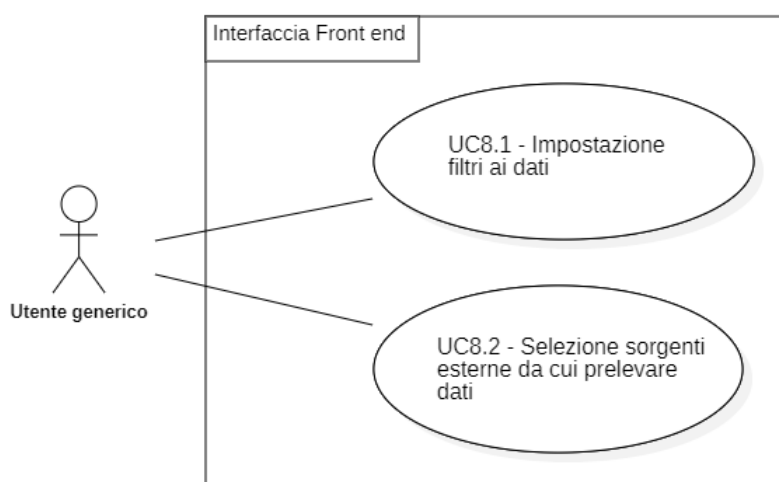 Interfaccia Front end
UC8.1 - Impostazione
filtri ai dati
Utente generico
UC8.2 - Selezione sorgenti
esterne da cui prelevare
dati